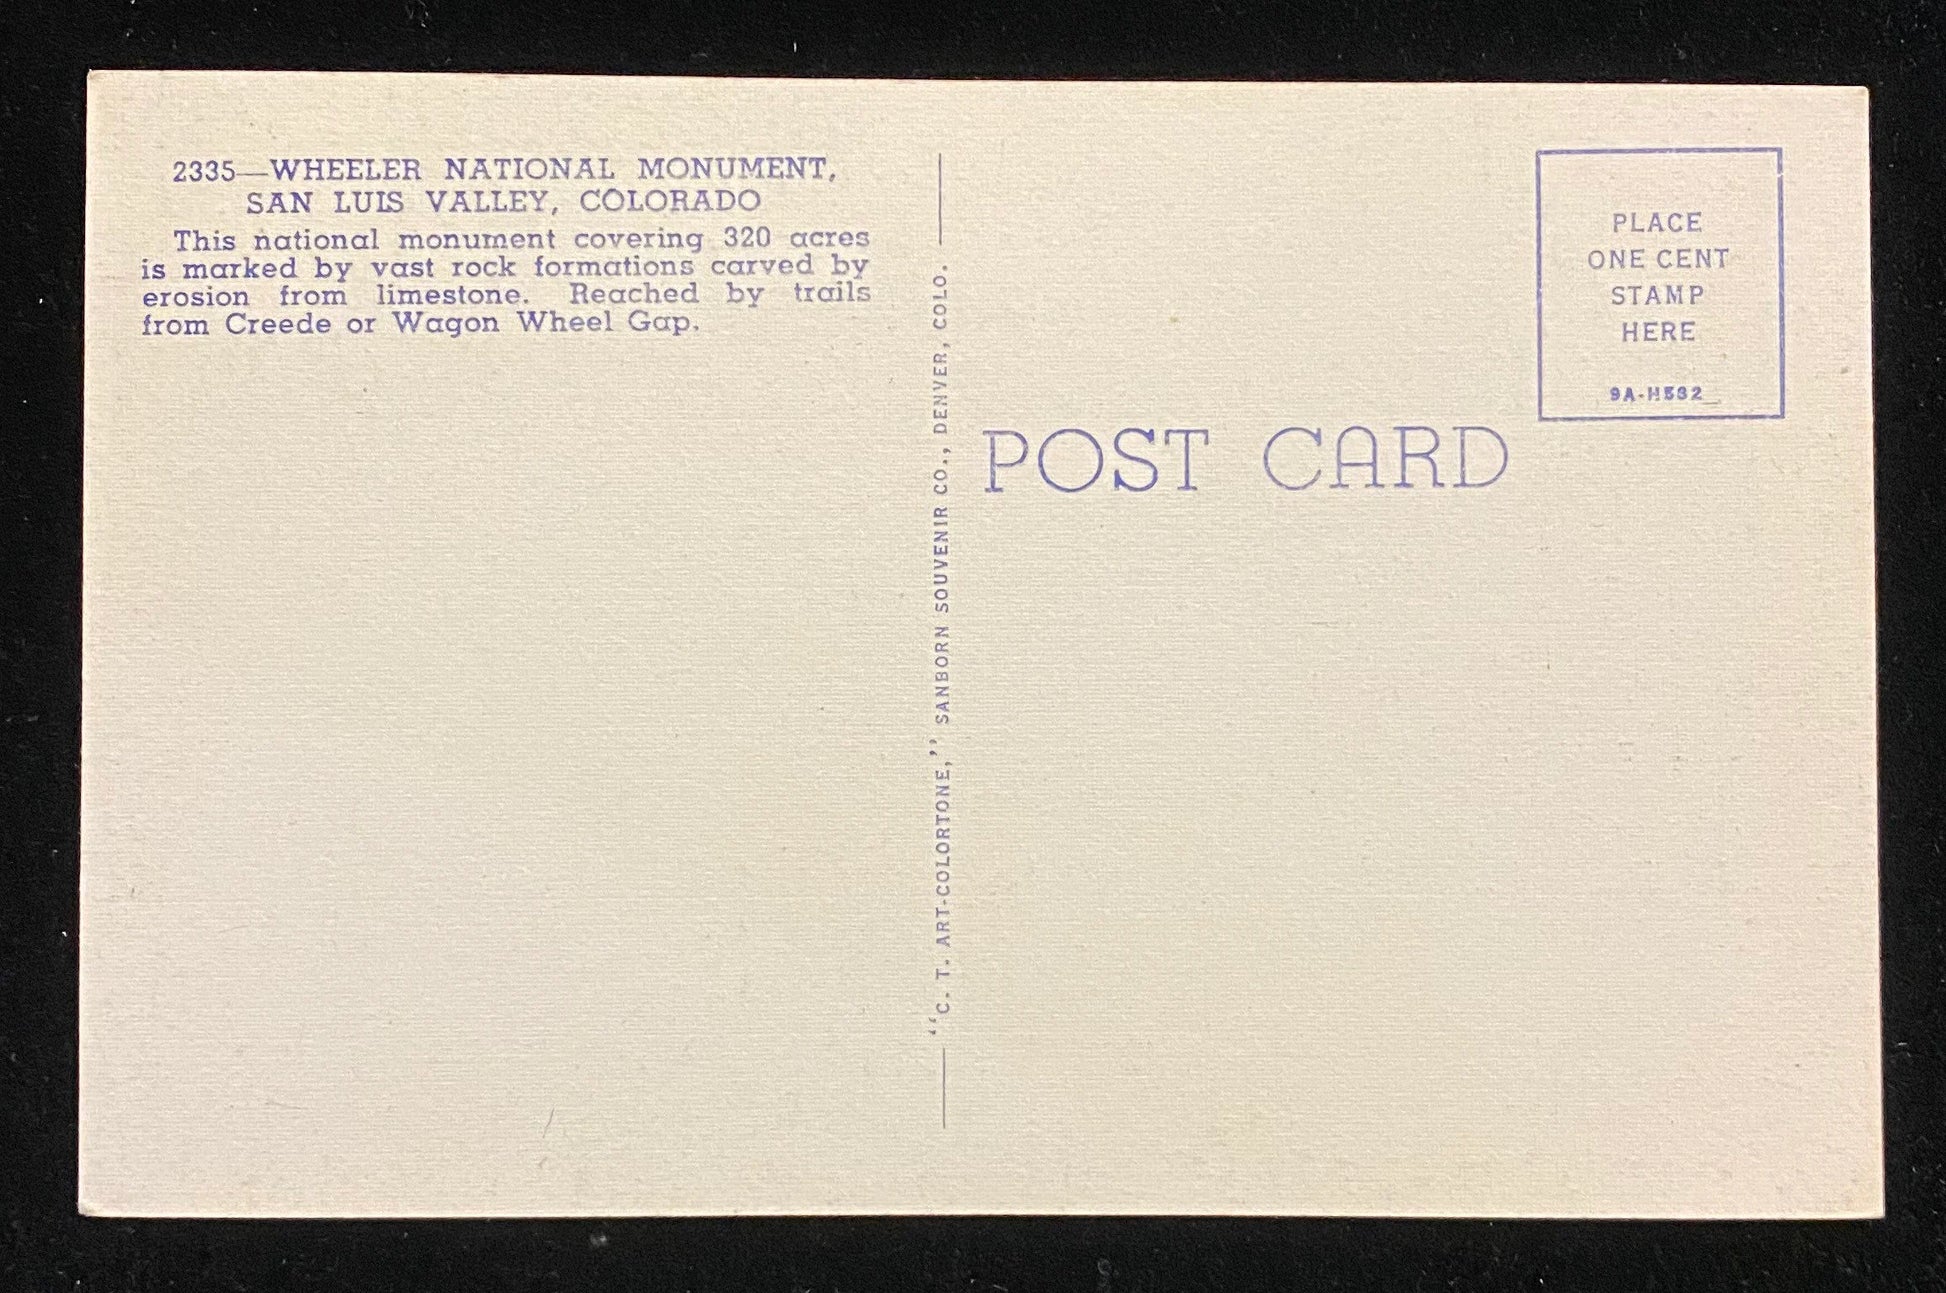 2335—WHEELER NATIONAL MONUMENT,
SAN LUIS VALLEY, COLORADO
This national monument covering 320 acres
is marked by vast rock formations carved by
erosion from limestone. Reached by trails
from Creede or Wagon Wheel Gap.
"C. T. ART-COLORTONE," SANBORN SOUVENIR CO., DENVER, COLO.
POST CARD
PLACE
ONE CENT
STAMP
HERE
9A-H532